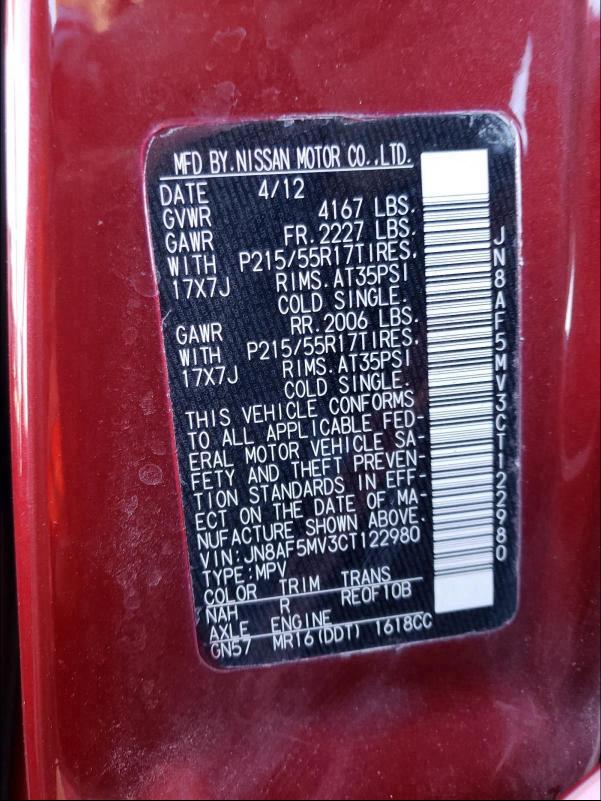 MFD BY.NISSAN MOTOR CO.,LTD.
DATE 4/12
GVWR 4167 LBS.
GAWR FR.2227 LBS.
WITH P215/55R17TIRES,
17X7J RIMS.AT35PSI
COLD SINGLE.
GAWR RR.2006 LBS.
WITH P215/55R17TIRES,
17X7J RIMS.AT35PSI
COLD SINGLE.
THIS VEHICLE CONFORMS
TO ALL APPLICABLE FED-
ERAL MOTOR VEHICLE SA-
FETY AND THEFT PREVEN-
TION STANDARDS IN EFF-
ECT ON THE DATE OF MA-
NUFACTURE SHOWN ABOVE.
VIN:JN8AF5MV3CT122980
TYPE:MPV
COLOR TRIM TRANS
NAH R RE0F10B
AXLE ENGINE
GN57 MR16(DDT) 1618CC
JN8AF5MV3CT122980